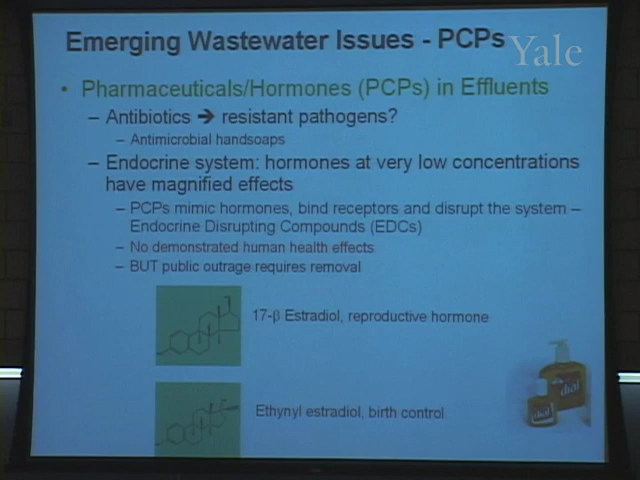 Emerging Wastewater Issues - PCPs
Yale
• Pharmaceuticals/Hormones (PCPs) in Effluents
– Antibiotics ➔ resistant pathogens?
– Antimicrobial handsoaps
– Endocrine system: hormones at very low concentrations
have magnified effects
– PCPs mimic hormones, bind receptors and disrupt the system –
Endocrine Disrupting Compounds (EDCs)
– No demonstrated human health effects
– BUT public outrage requires removal
17-β Estradiol, reproductive hormone
Ethynyl estradiol, birth control
dial
dial